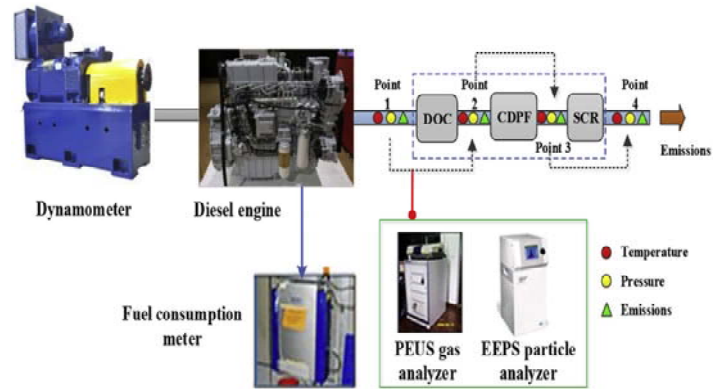 Point
1
Point
2
Point
4
DOC
CDPF
SCR
Point 3
Emissions
Dynamometer
Diesel engine
Fuel consumption
meter
PEUS gas
analyzer
EEPS particle
analyzer
Temperature
Pressure
Emissions